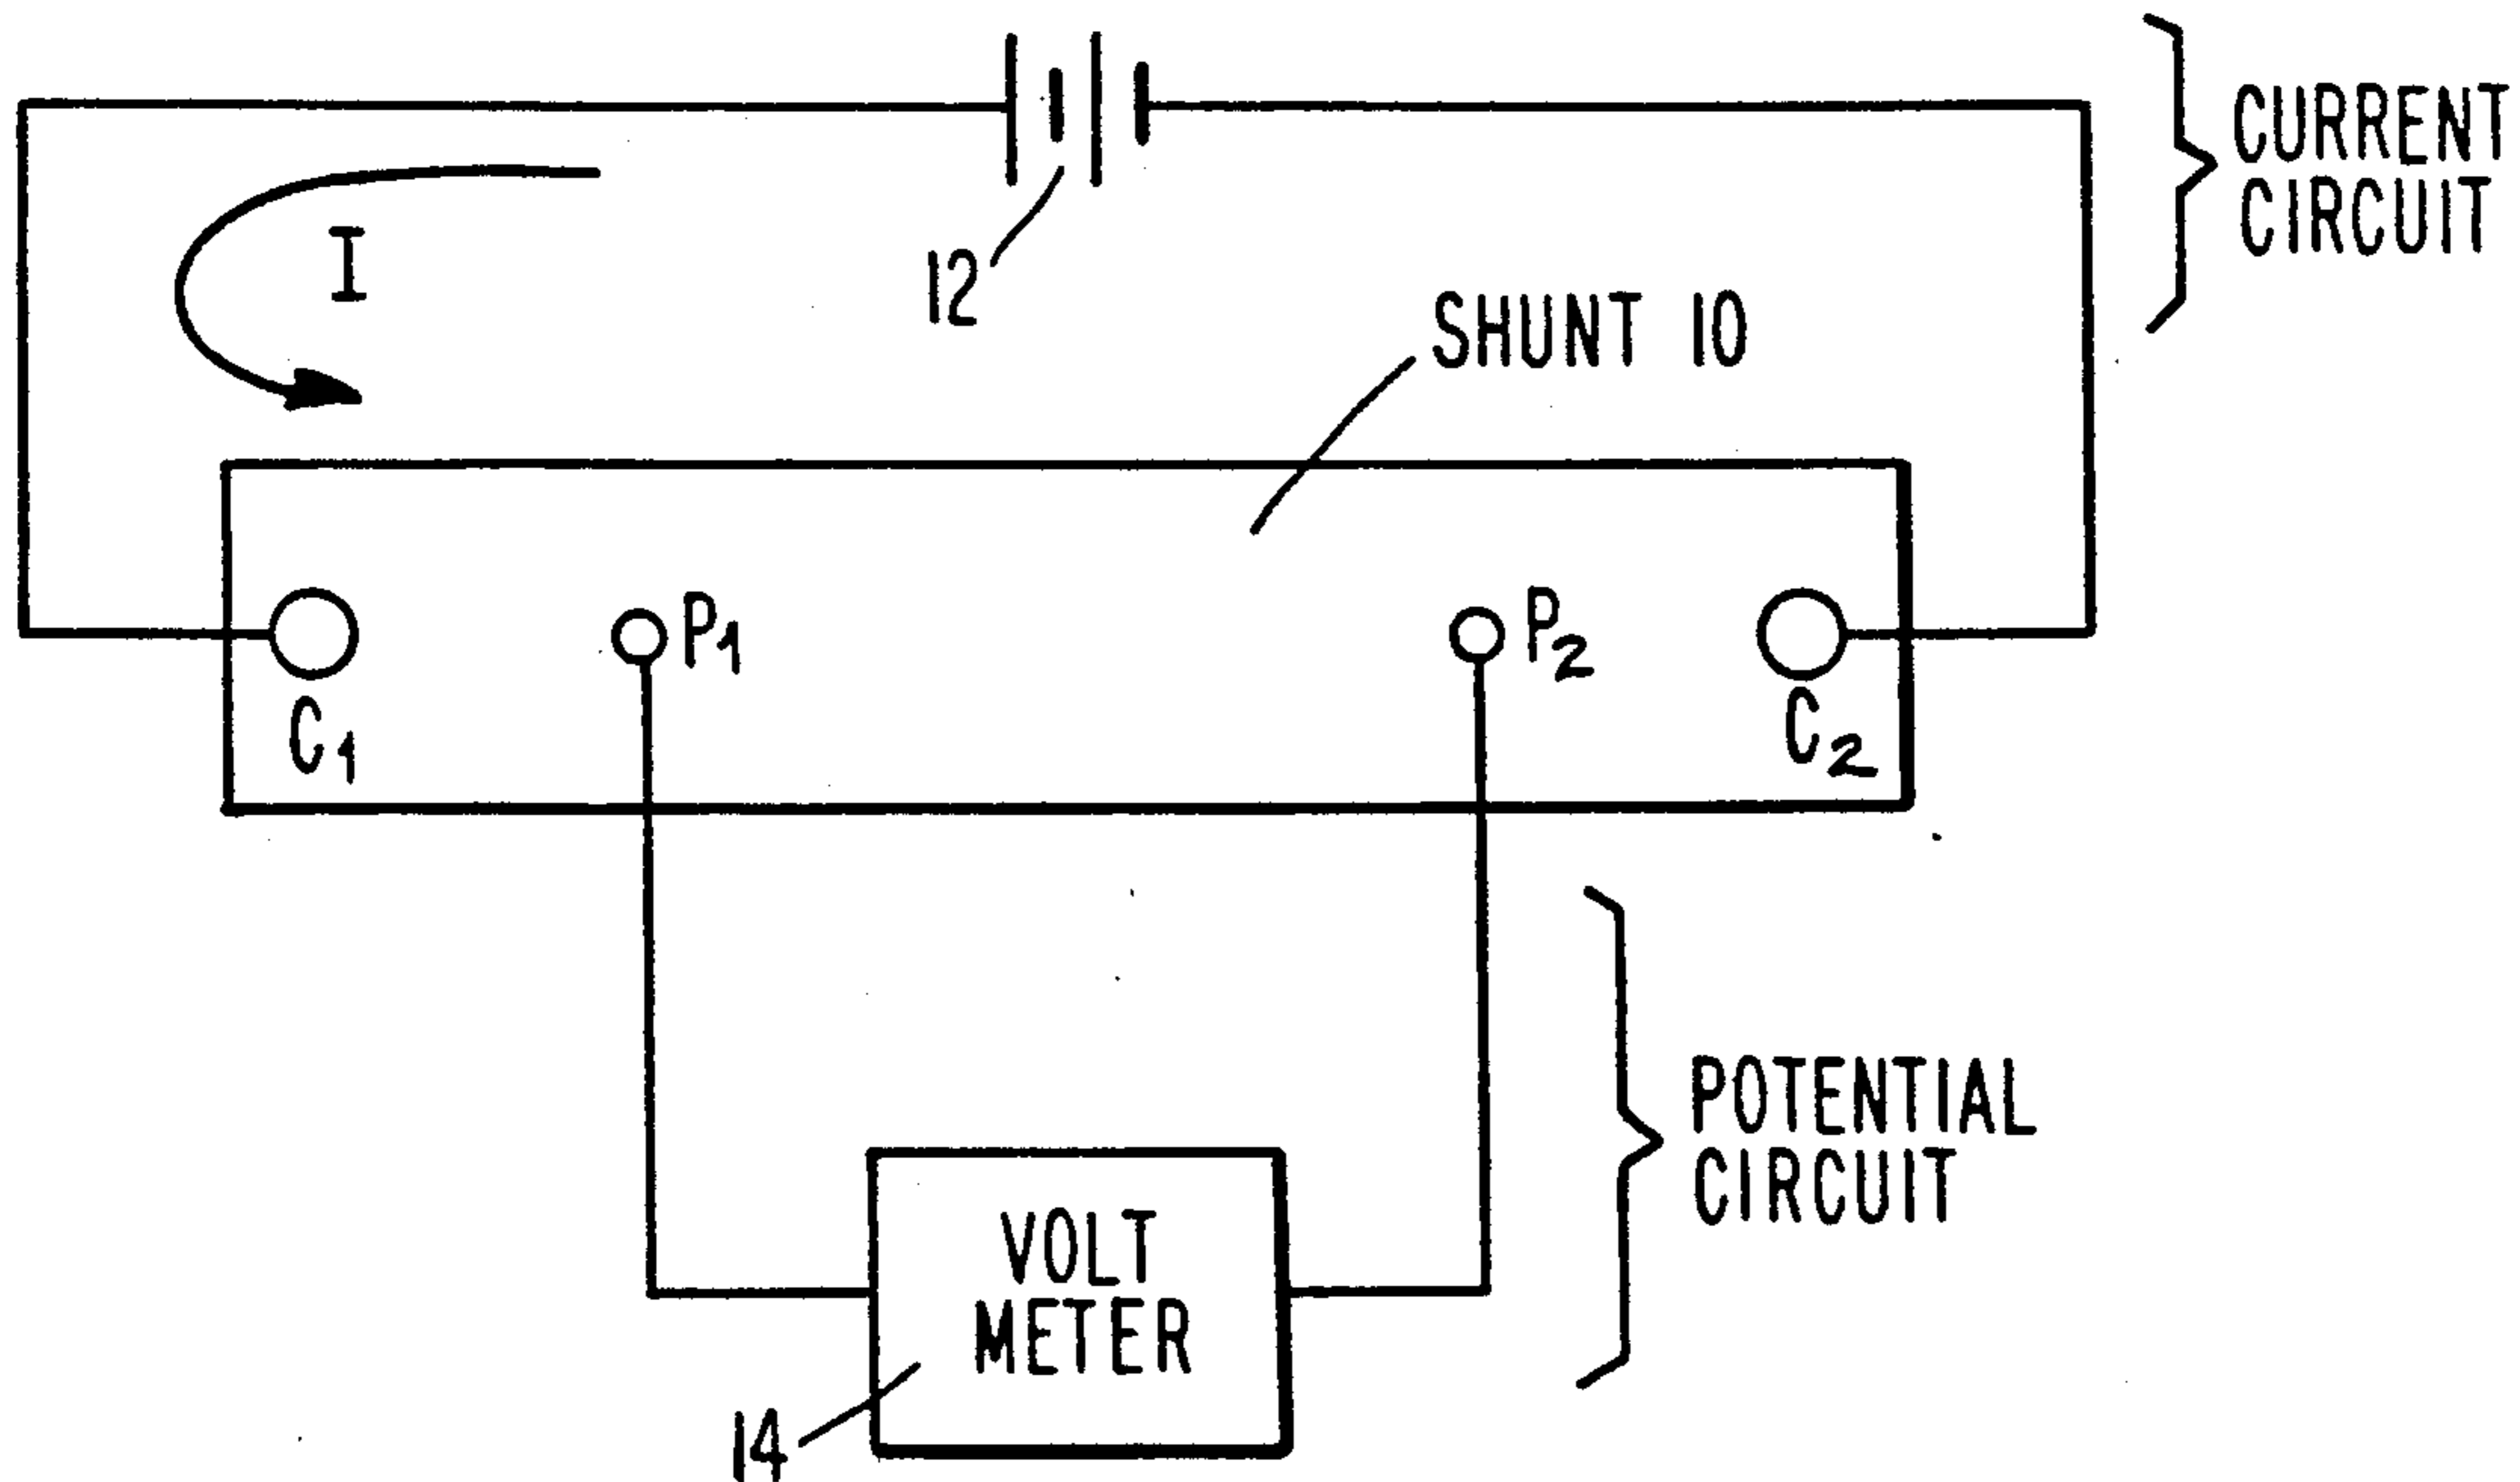 CURRENT
CIRCUIT
I
12
SHUNT 10
P1
P2
C1
C2
POTENTIAL
CIRCUIT
VOLT
METER
14